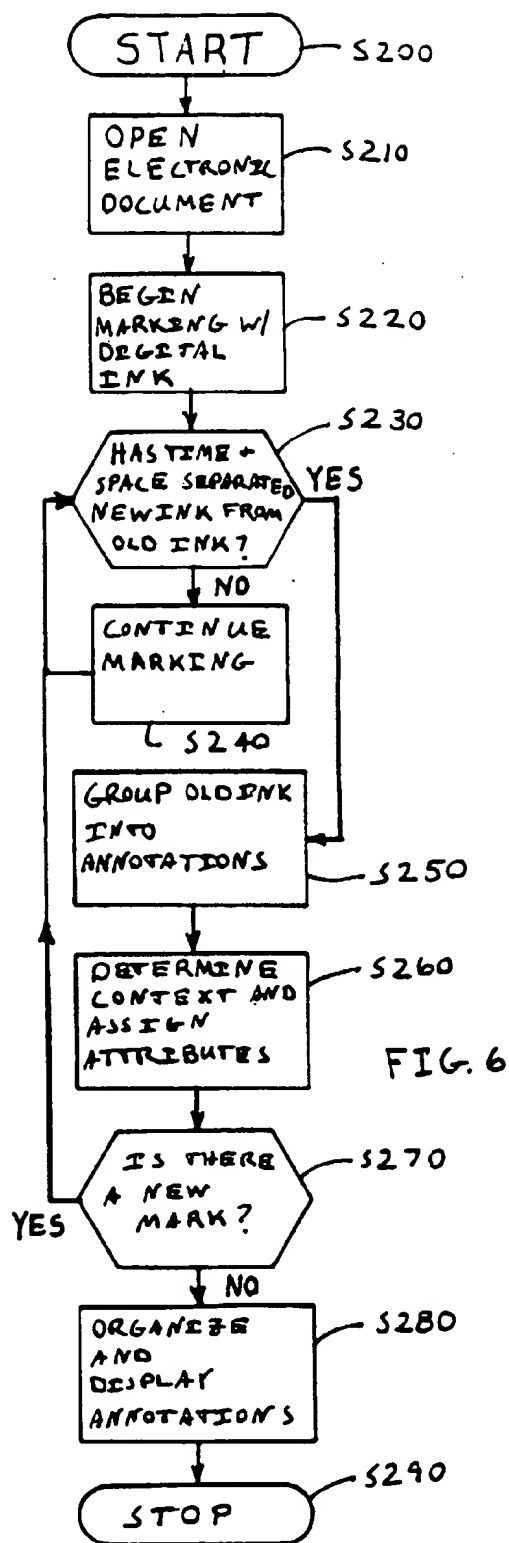 START
S200
OPEN
ELECTRONIC
DOCUMENT
S210
BEGIN
MARKING W/
DIGITAL
INK
S220
HAS TIME +
SPACE SEPARATED
NEW INK FROM
OLD INK?
S230
YES
NO
CONTINUE
MARKING
S240
GROUP OLD INK
INTO
ANNOTATIONS
S250
DETERMINE
CONTEXT AND
ASSIGN
ATTRIBUTES
S260
FIG. 6
IS THERE
A NEW
MARK?
S270
YES
NO
ORGANIZE
AND
DISPLAY
ANNOTATIONS
S280
STOP
S290